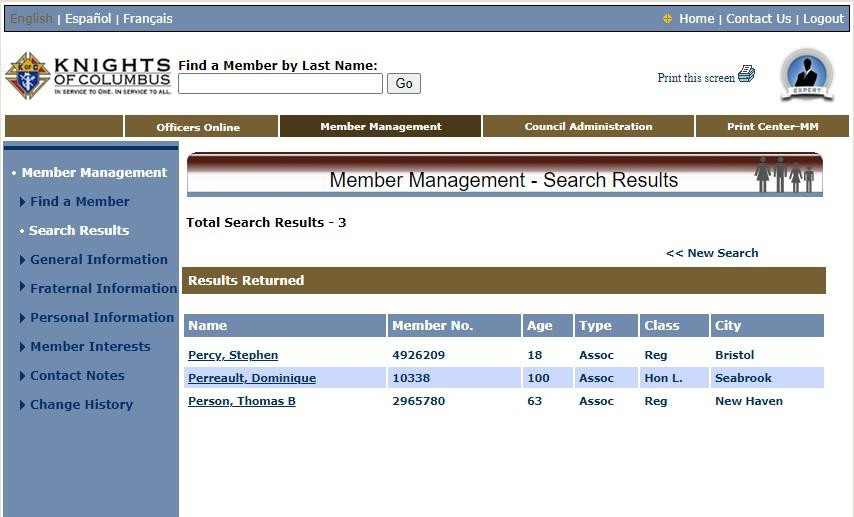 English | Español | Français
Home | Contact Us | Logout
KNIGHTS
OF COLUMBUS
IN SERVICE TO ONE. IN SERVICE TO ALL.
Find a Member by Last Name:
Go
Print this screen
EXPERT
Officers Online
Member Management
Council Administration
Print Center-MM
Member Management
Find a Member
Search Results
General Information
Fraternal Information
Personal Information
Member Interests
Contact Notes
Change History
Member Management - Search Results
Total Search Results - 3
<< New Search
Results Returned
Name Member No. Age Type Class City
Percy, Stephen 4926209 18 Assoc Reg Bristol
Perreault, Dominique 10338 100 Assoc Hon L. Seabrook
Person, Thomas B 2965780 63 Assoc Reg New Haven